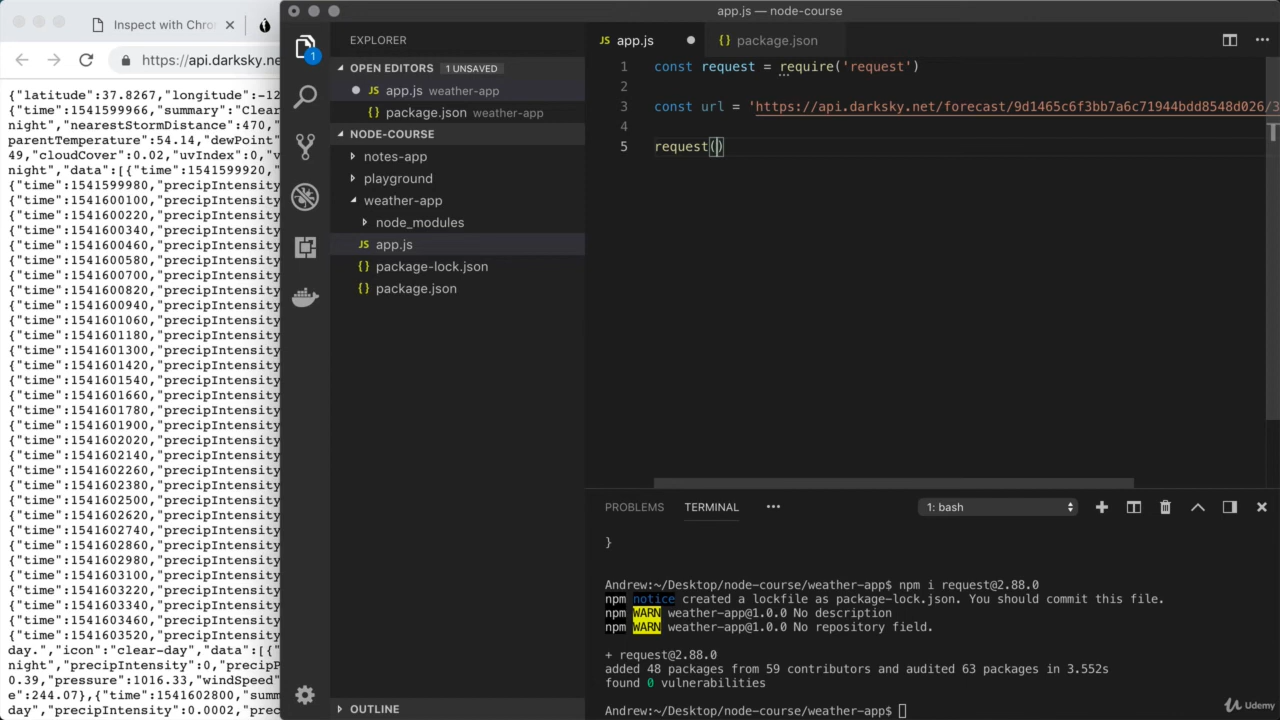 Inspect with Chro
https://api.darksky.ne
{"latitude":37.8267,"longitude":-12
{"time":1541599966,"summary":"Clear
night","nearestStormDistance":470,
parentTemperature":54.14,"dewPoint"
49,"cloudCover":0.02,"uvIndex":0,"v
night","data":[{"time":1541599920,"
{"time":1541599980,"precipIntensity
{"time":1541600100,"precipIntensity
{"time":1541600220,"precipIntensity
{"time":1541600340,"precipIntensity
{"time":1541600460,"precipIntensity
{"time":1541600580,"precipIntensity
{"time":1541600700,"precipIntensity
{"time":1541600820,"precipIntensity
{"time":1541600940,"precipIntensity
{"time":1541601060,"precipIntensity
{"time":1541601180,"precipIntensity
{"time":1541601300,"precipIntensity
{"time":1541601420,"precipIntensity
{"time":1541601540,"precipIntensity
{"time":1541601660,"precipIntensity
{"time":1541601780,"precipIntensity
{"time":1541601900,"precipIntensity
{"time":1541602020,"precipIntensity
{"time":1541602140,"precipIntensity
{"time":1541602260,"precipIntensity
{"time":1541602380,"precipIntensity
{"time":1541602500,"precipIntensity
{"time":1541602620,"precipIntensity
{"time":1541602740,"precipIntensity
{"time":1541602860,"precipIntensity
{"time":1541602980,"precipIntensity
{"time":1541603100,"precipIntensity
{"time":1541603220,"precipIntensity
{"time":1541603340,"precipIntensity
{"time":1541603460,"precipIntensity
{"time":1541603520,"precipIntensity
day.","icon":"clear-day","data":[{"
night","precipIntensity":0,"precipP
0.39,"pressure":1016.33,"windSpeed"
e":244.07},{"time":1541602800,"summ
day","precipIntensity":0.0002,"prec
app.js — node-course
1
EXPLORER
OPEN EDITORS 1 UNSAVED
JS app.js weather-app
{} package.json weather-app
NODE-COURSE
notes-app
playground
weather-app
node_modules
JS app.js
{} package-lock.json
{} package.json
OUTLINE
JS app.js
{} package.json
1 const request = require('request')
2
3 const url = 'https://api.darksky.net/forecast/9d1465c6f3bb7a6c71944bdd8548d026/3
4
5 request()
PROBLEMS TERMINAL ••• 1: bash
}
Andrew:~/Desktop/node-course/weather-app$ npm i request@2.88.0
npm notice created a lockfile as package-lock.json. You should commit this file.
npm WARN weather-app@1.0.0 No description
npm WARN weather-app@1.0.0 No repository field.
+ request@2.88.0
added 48 packages from 59 contributors and audited 63 packages in 3.552s
found 0 vulnerabilities
Andrew:~/Desktop/node-course/weather-app$
Udemy